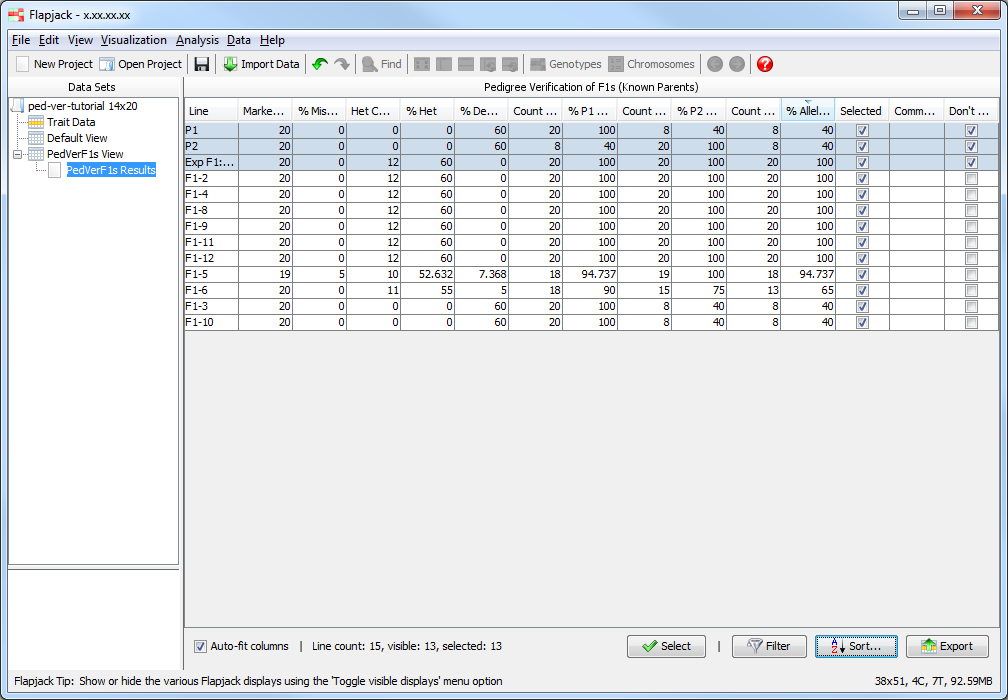 Flapjack - x.xx.xx.xx
File Edit View Visualization Analysis Data Help
New Project Open Project Import Data Find Genotypes Chromosomes
Data Sets
ped-ver-tutorial 14x20
Trait Data
Default View
PedVerF1s View
PedVerF1s Results
Pedigree Verification of F1s (Known Parents)
Line Marke... % Mis... Het C... % Het % De... Count ... % P1 ... Count ... % P2 ... Count ... % Allel... Selected Comm... Don't ...
P1 20 0 0 0 60 20 100 8 40 8 40
P2 20 0 0 0 60 8 40 20 100 8 40
Exp F1:... 20 0 12 60 0 20 100 20 100 20 100
F1-2 20 0 12 60 0 20 100 20 100 20 100
F1-4 20 0 12 60 0 20 100 20 100 20 100
F1-8 20 0 12 60 0 20 100 20 100 20 100
F1-9 20 0 12 60 0 20 100 20 100 20 100
F1-11 20 0 12 60 0 20 100 20 100 20 100
F1-12 20 0 12 60 0 20 100 20 100 20 100
F1-5 19 5 10 52.632 7.368 18 94.737 19 100 18 94.737
F1-6 20 0 11 55 5 18 90 15 75 13 65
F1-3 20 0 0 0 60 20 100 8 40 8 40
F1-10 20 0 0 0 60 20 100 8 40 8 40
Auto-fit columns | Line count: 15, visible: 13, selected: 13 Select | Filter Sort... Export
Flapjack Tip: Show or hide the various Flapjack displays using the 'Toggle visible displays' menu option 38x51, 4C, 7T, 92.59MB